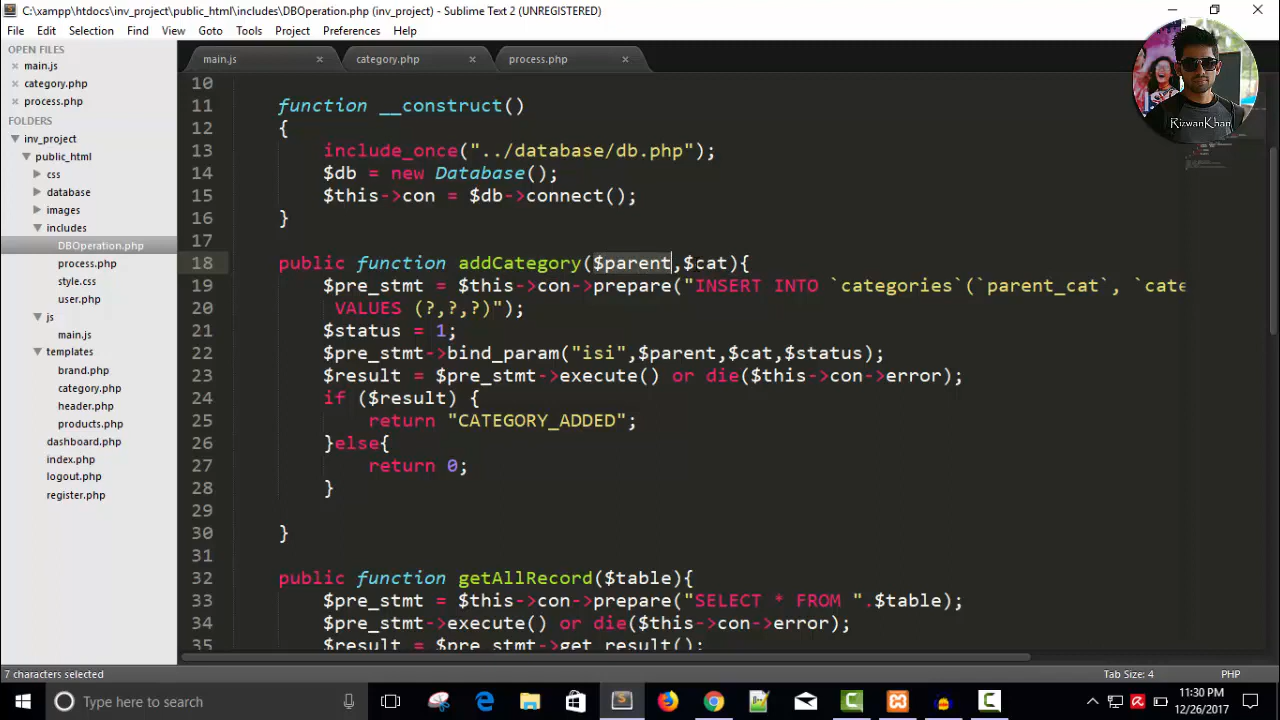 C:\xampp\htdocs\inv_project\public_html\includes\DBOperation.php (inv_project) - Sublime Text 2 (UNREGISTERED)
File Edit Selection Find View Goto Tools Project Preferences Help
OPEN FILES
main.js
category.php
process.php
FOLDERS
inv_project
public_html
css
database
images
includes
DBOperation.php
process.php
style.css
user.php
js
main.js
templates
brand.php
category.php
header.php
products.php
dashboard.php
index.php
logout.php
register.php
main.js category.php process.php
RizwanKhan
10
11 function __construct()
12 {
13 include_once("../database/db.php");
14 $db = new Database();
15 $this->con = $db->connect();
16 }
17
18 public function addCategory($parent,$cat){
19 $pre_stmt = $this->con->prepare("INSERT INTO `categories`(`parent_cat`, `cate
20 VALUES (?,?,?)");
21 $status = 1;
22 $pre_stmt->bind_param("isi",$parent,$cat,$status);
23 $result = $pre_stmt->execute() or die($this->con->error);
24 if ($result) {
25 return "CATEGORY_ADDED";
26 }else{
27 return 0;
28 }
29
30 }
31
32 public function getAllRecord($table){
33 $pre_stmt = $this->con->prepare("SELECT * FROM ".$table);
34 $pre_stmt->execute() or die($this->con->error);
35 $result = $pre_stmt->get_result();
7 characters selected Tab Size: 4 PHP
Type here to search
11:30 PM
12/26/2017